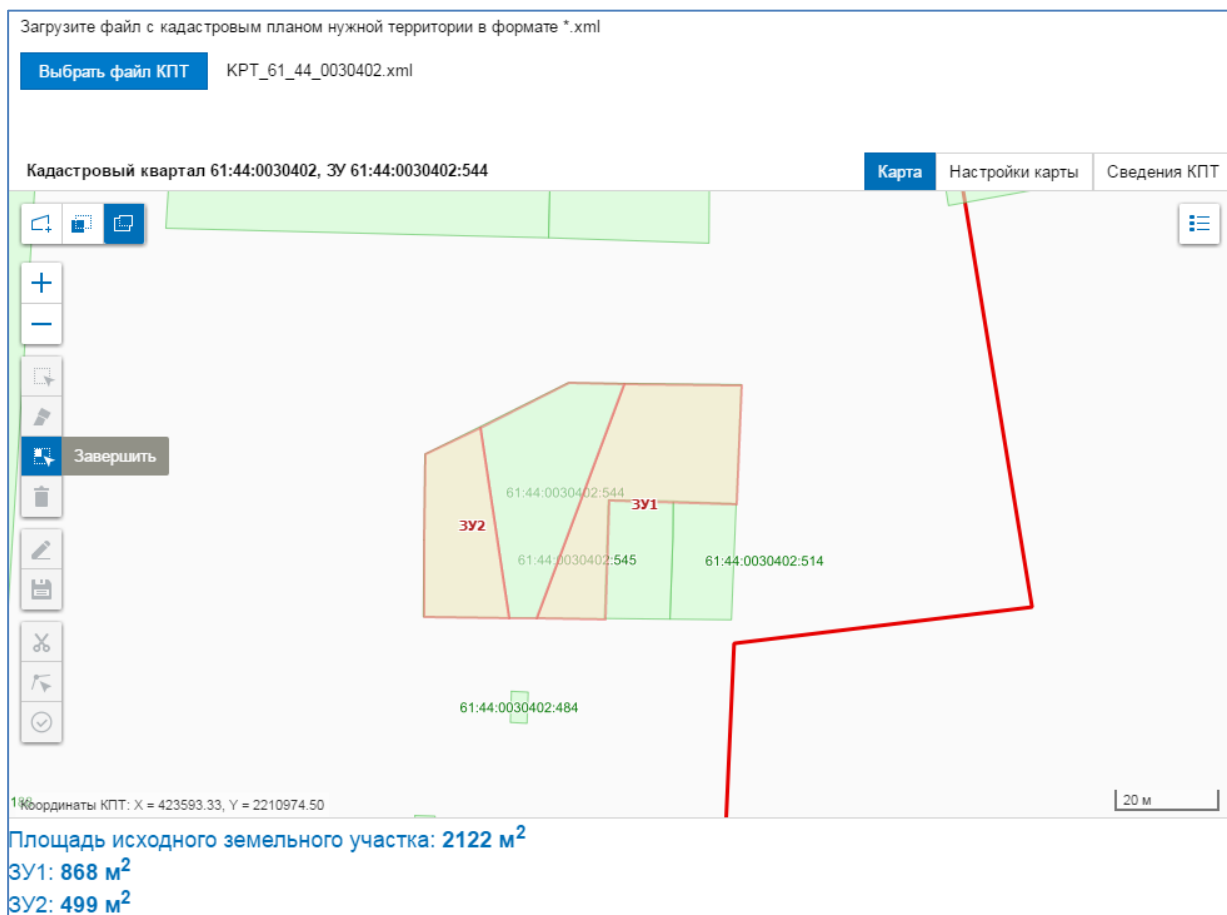 Загрузите файл с кадастровым планом нужной территории в формате *.xml
Выбрать файл КПТ KPT_61_44_0030402.xml
Кадастровый квартал 61:44:0030402, ЗУ 61:44:0030402:544
Карта Настройки карты Сведения КПТ
Завершить
61:44:0030402:544
ЗУ1
ЗУ2
61:44:0030402:545
61:44:0030402:514
61:44:0030402:484
Координаты КПТ: X = 423593.33, Y = 2210974.50
20 м
Площадь исходного земельного участка: 2122 м²
ЗУ1: 868 м²
ЗУ2: 499 м²